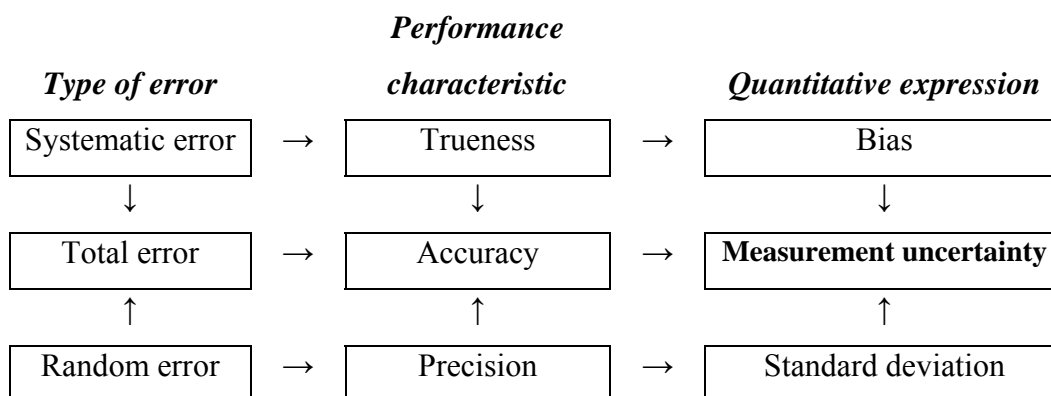 Performance
Type of error characteristic Quantitative expression
Systematic error → Trueness → Bias
↓ ↓ ↓
Total error → Accuracy → Measurement uncertainty
↑ ↑ ↑
Random error → Precision → Standard deviation